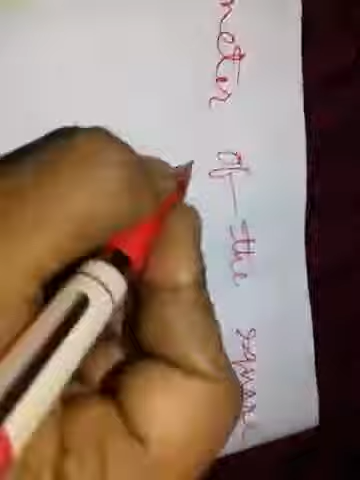 meter of the square